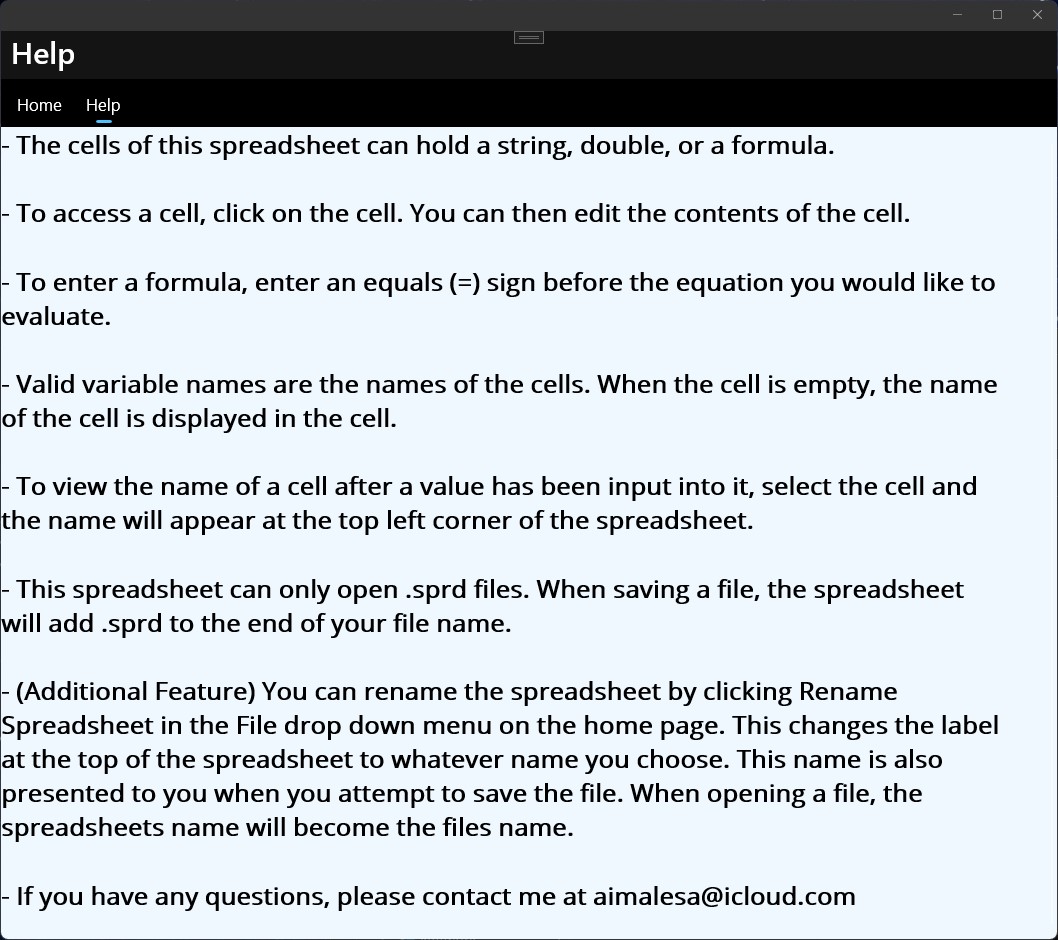 Help
Home Help
- The cells of this spreadsheet can hold a string, double, or a formula.
- To access a cell, click on the cell. You can then edit the contents of the cell.
- To enter a formula, enter an equals (=) sign before the equation you would like to
evaluate.
- Valid variable names are the names of the cells. When the cell is empty, the name
of the cell is displayed in the cell.
- To view the name of a cell after a value has been input into it, select the cell and
the name will appear at the top left corner of the spreadsheet.
- This spreadsheet can only open .sprd files. When saving a file, the spreadsheet
will add .sprd to the end of your file name.
- (Additional Feature) You can rename the spreadsheet by clicking Rename
Spreadsheet in the File drop down menu on the home page. This changes the label
at the top of the spreadsheet to whatever name you choose. This name is also
presented to you when you attempt to save the file. When opening a file, the
spreadsheets name will become the files name.
- If you have any questions, please contact me at aimalesa@icloud.com